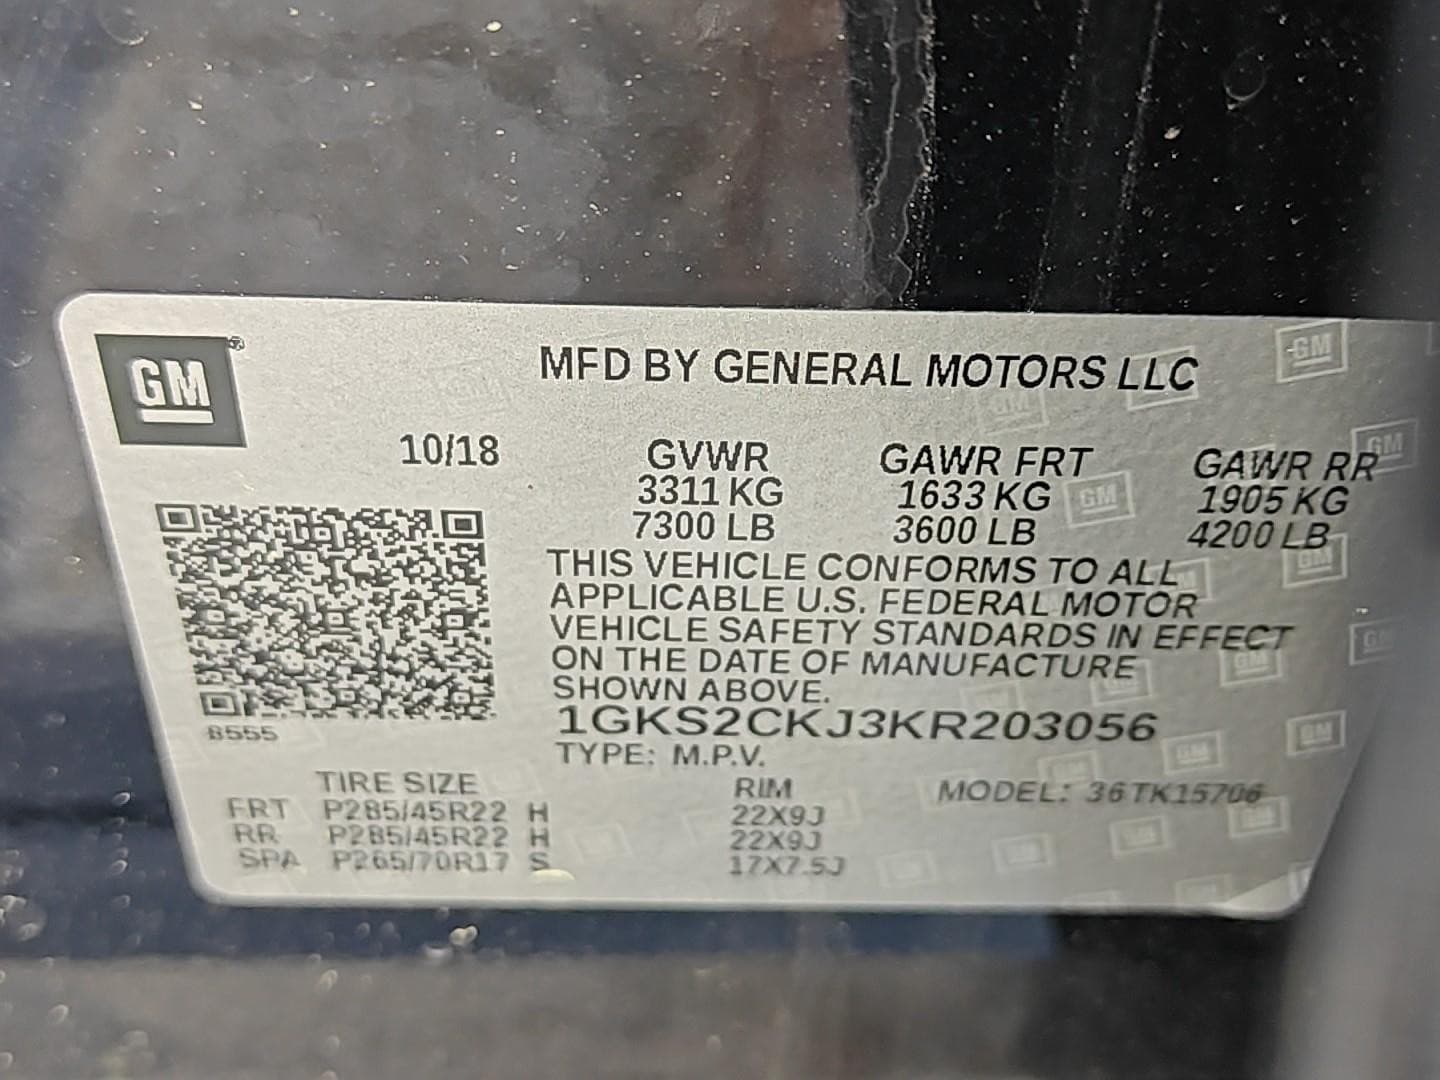 GM
MFD BY GENERAL MOTORS LLC
10/18
GVWR GAWR FRT GAWR RR
3311 KG 1633 KG 1905 KG
7300 LB 3600 LB 4200 LB
THIS VEHICLE CONFORMS TO ALL
APPLICABLE U.S. FEDERAL MOTOR
VEHICLE SAFETY STANDARDS IN EFFECT
ON THE DATE OF MANUFACTURE
SHOWN ABOVE.
1GKS2CKJ3KR203056
8555
TYPE: M.P.V.
TIRE SIZE RIM MODEL: 36TK15706
FRT P285/45R22 H 22X9J
RR P285/45R22 H 22X9J
SPA P265/70R17 S 17X7.5J